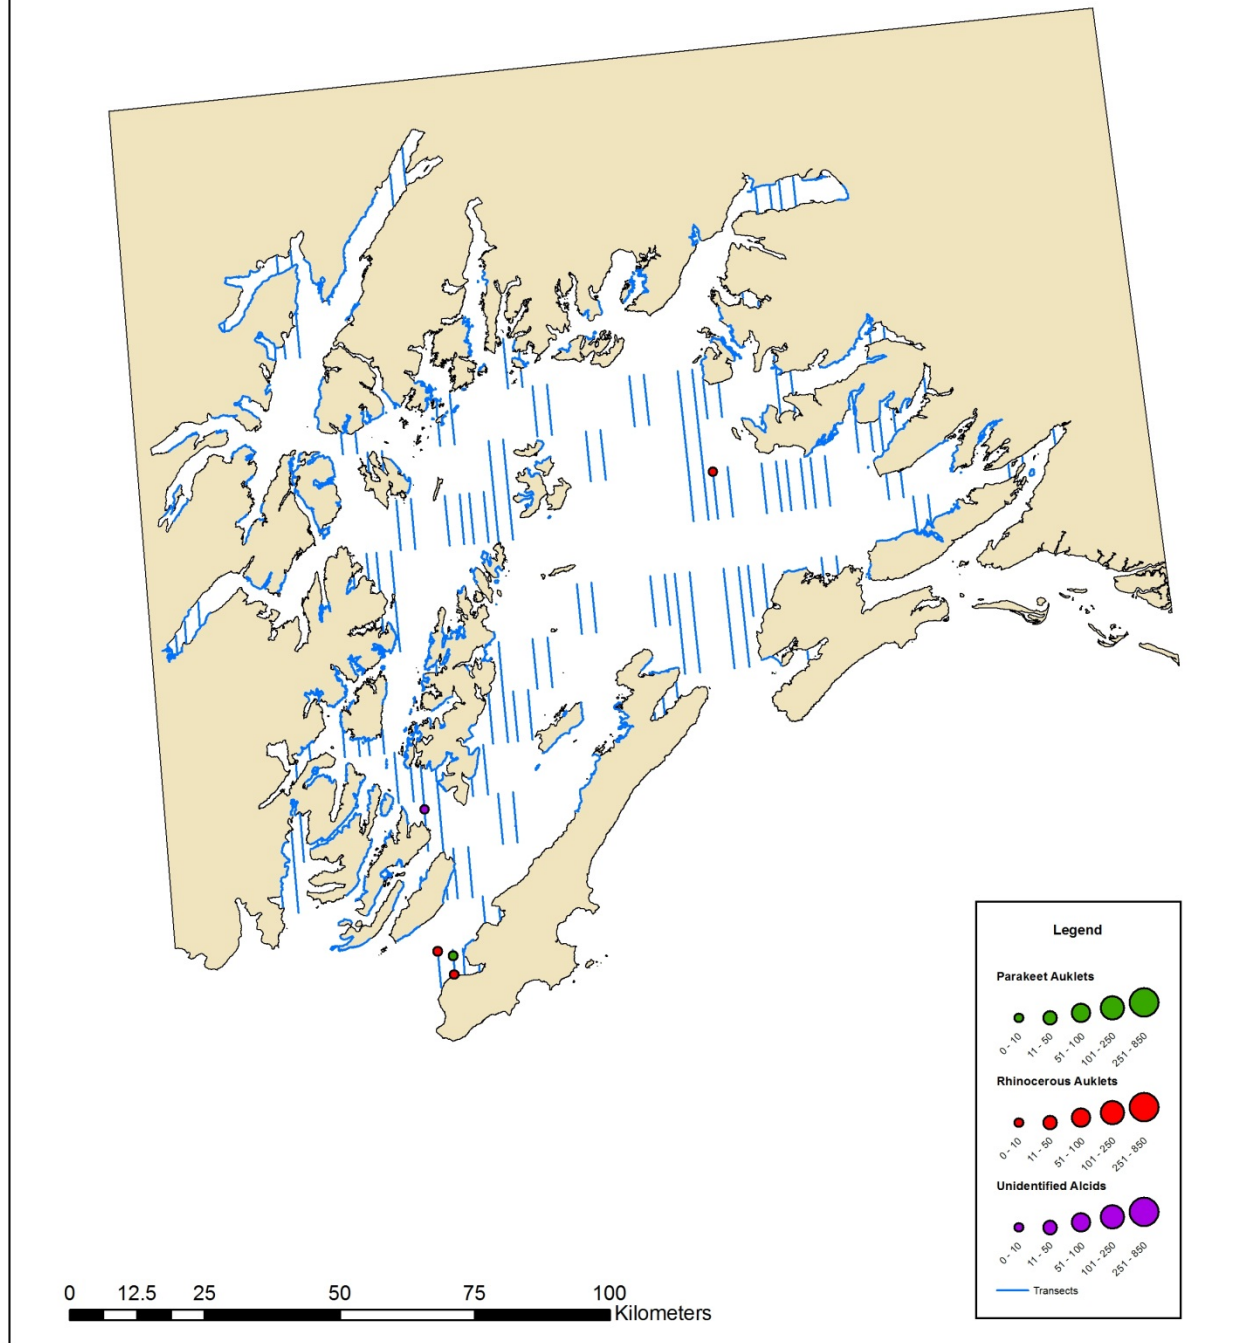 Legend
Parakeet Auklets
0 - 10 11 - 50 51 - 100 101 - 250 251 - 850
Rhinocerous Auklets
0 - 10 11 - 50 51 - 100 101 - 250 251 - 850
Unidentified Alcids
0 - 10 11 - 50 51 - 100 101 - 250 251 - 850
Transects
0 12.5 25 50 75 100
Kilometers